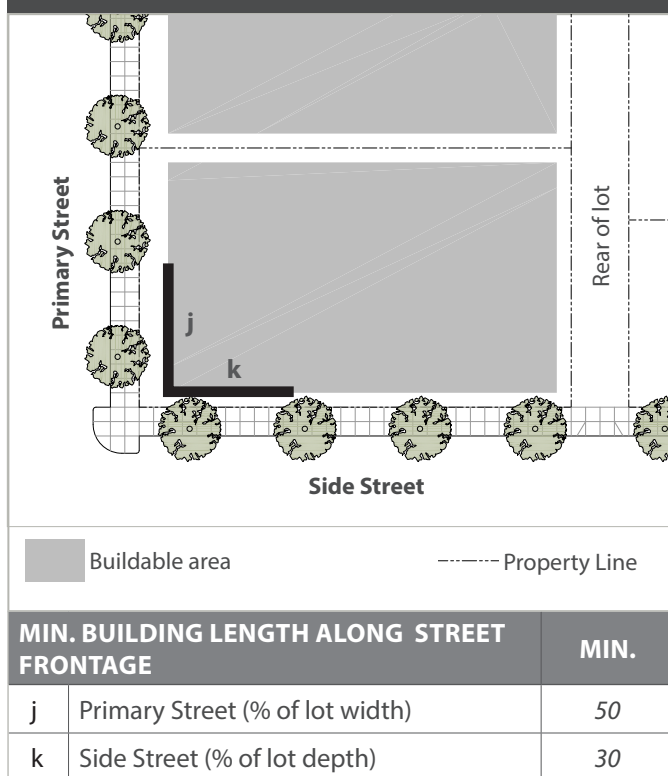 Primary Street
Rear of lot
j
k
Side Street
Buildable area
Property Line
MIN. BUILDING LENGTH ALONG STREET
FRONTAGE
MIN.
j Primary Street (% of lot width) 50
k Side Street (% of lot depth) 30